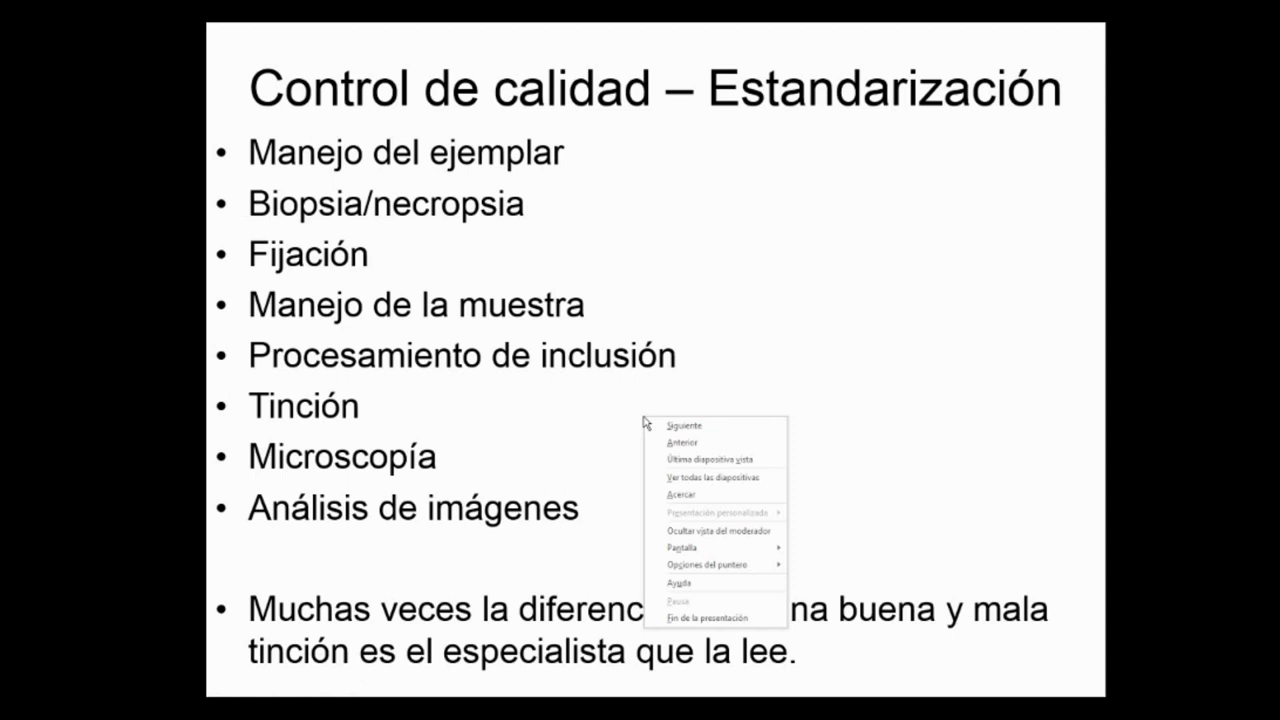 Control de calidad – Estandarización
• Manejo del ejemplar
• Biopsia/necropsia
• Fijación
• Manejo de la muestra
• Procesamiento de inclusión
• Tinción
• Microscopía
• Análisis de imágenes
• Muchas veces la diferenc na buena y mala
tinción es el especialista que la lee.
Siguiente
Anterior
Última diapositiva vista
Ver todas las diapositivas
Acercar
Presentación personalizada
Ocultar vista del moderador
Pantalla
Opciones del puntero
Ayuda
Pausa
Fin de la presentación